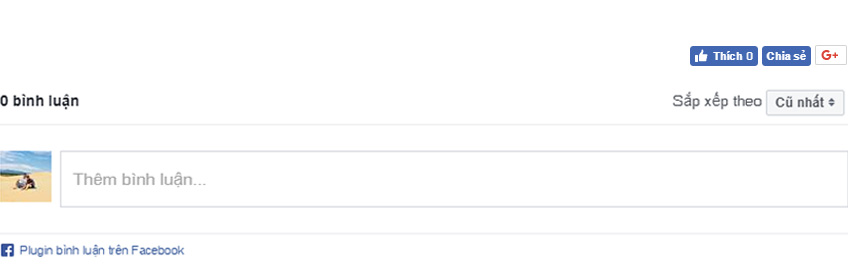 Thích 0 Chia sẻ G+
0 bình luận Sắp xếp theo Cũ nhất
Thêm bình luận...
Plugin bình luận trên Facebook